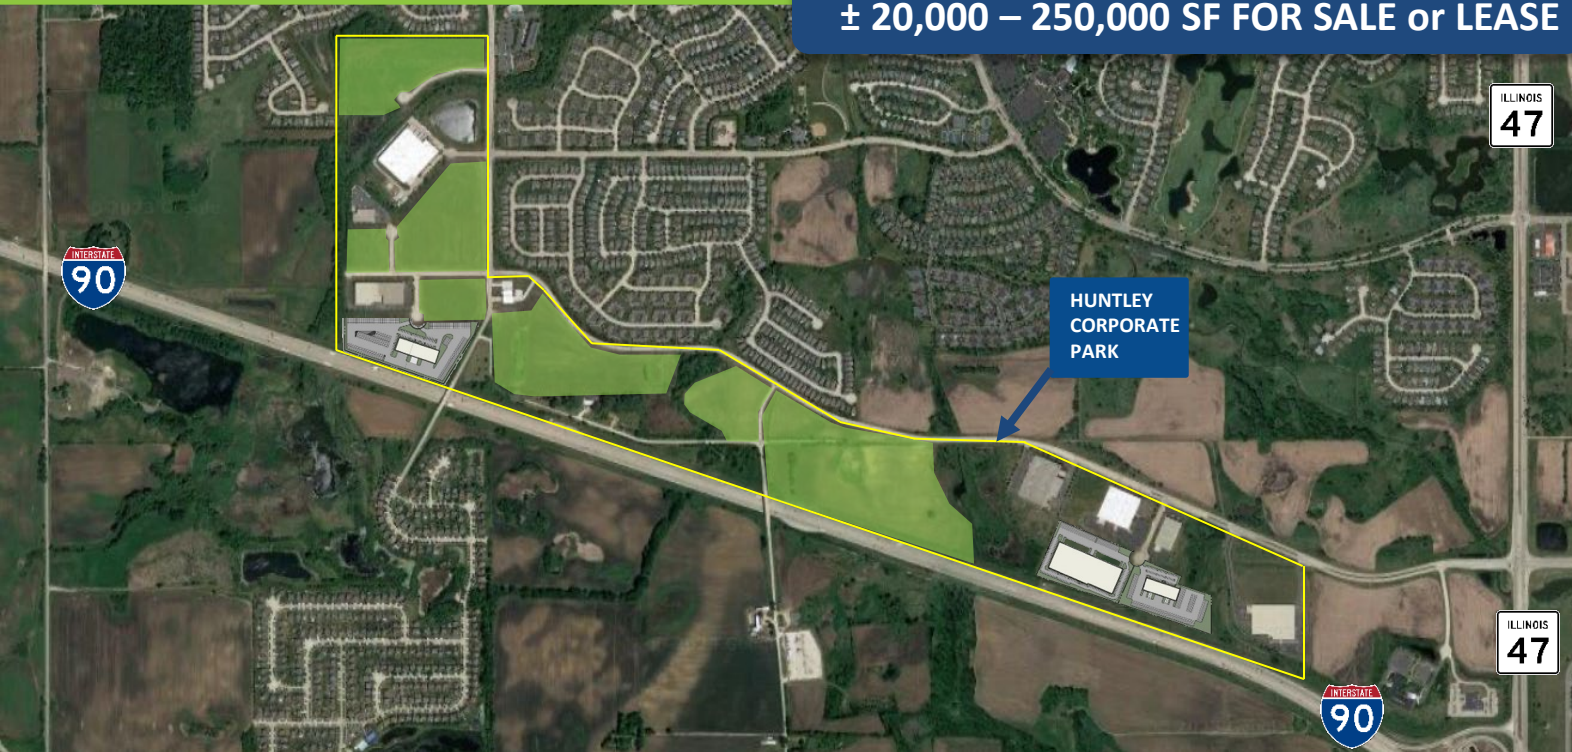 ± 20,000 – 250,000 SF FOR SALE or LEASE
ILLINOIS
47
INTERSTATE
90
HUNTLEY
CORPORATE
PARK
ILLINOIS
47
INTERSTATE
90